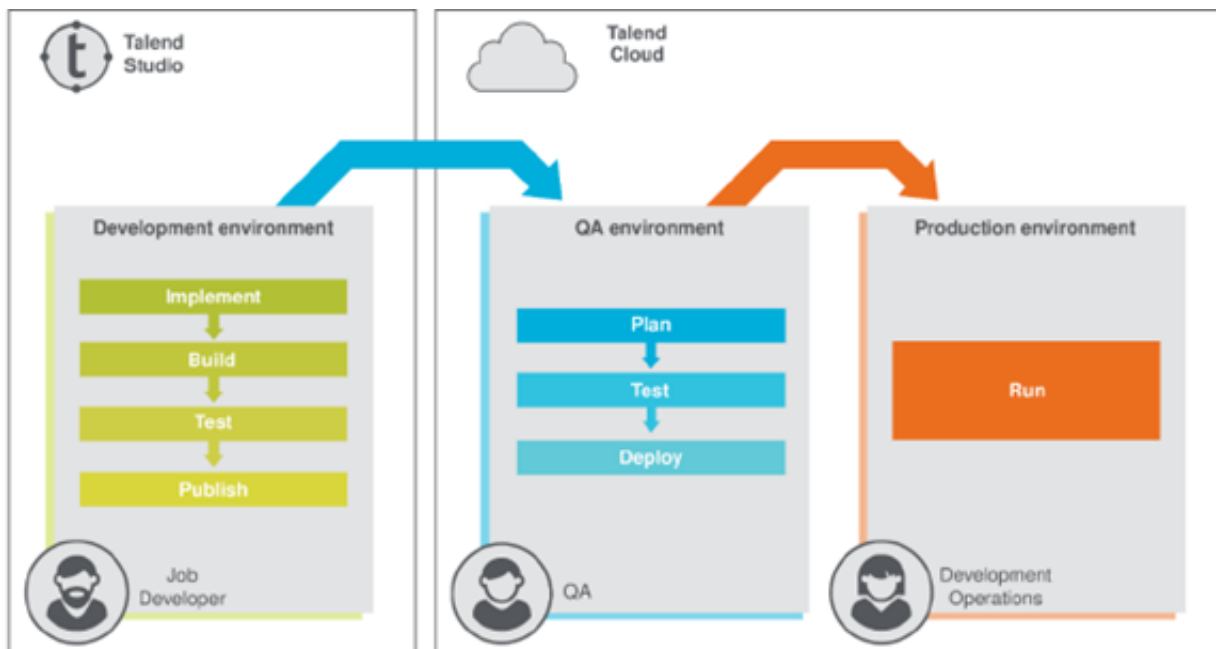 Talend
Studio
Talend
Cloud
Development environment
Implement
Build
Test
Publish
Job
Developer
QA environment
Plan
Test
Deploy
QA
Production environment
Run
Development
Operations